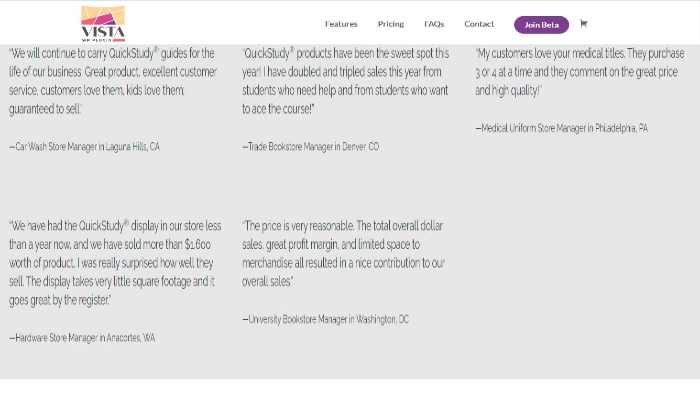 VISTA
WP PLUGIN
Features Pricing FAQs Contact Join Beta
“We will continue to carry QuickStudy® guides for the
life of our business. Great product, excellent customer
service, customers love them, kids love them;
guaranteed to sell.”
—Car Wash Store Manager in Laguna Hills, CA
“QuickStudy® products have been the sweet spot this
year! I have doubled and tripled sales this year from
students who need help and from students who want
to ace the course!”
—Trade Bookstore Manager in Denver, CO
“My customers love your medical titles. They purchase
3 or 4 at a time and they comment on the great price
and high quality!”
—Medical Uniform Store Manager in Philadelphia, PA
“We have had the QuickStudy® display in our store less
than a year now, and we have sold more than $1,600
worth of product. I was really surprised how well they
sell. The display takes very little square footage and it
goes great by the register.”
—Hardware Store Manager in Anacortes, WA
“The price is very reasonable. The total overall dollar
sales, great profit margin, and limited space to
merchandise all resulted in a nice contribution to our
overall sales.”
—University Bookstore Manager in Washington, DC